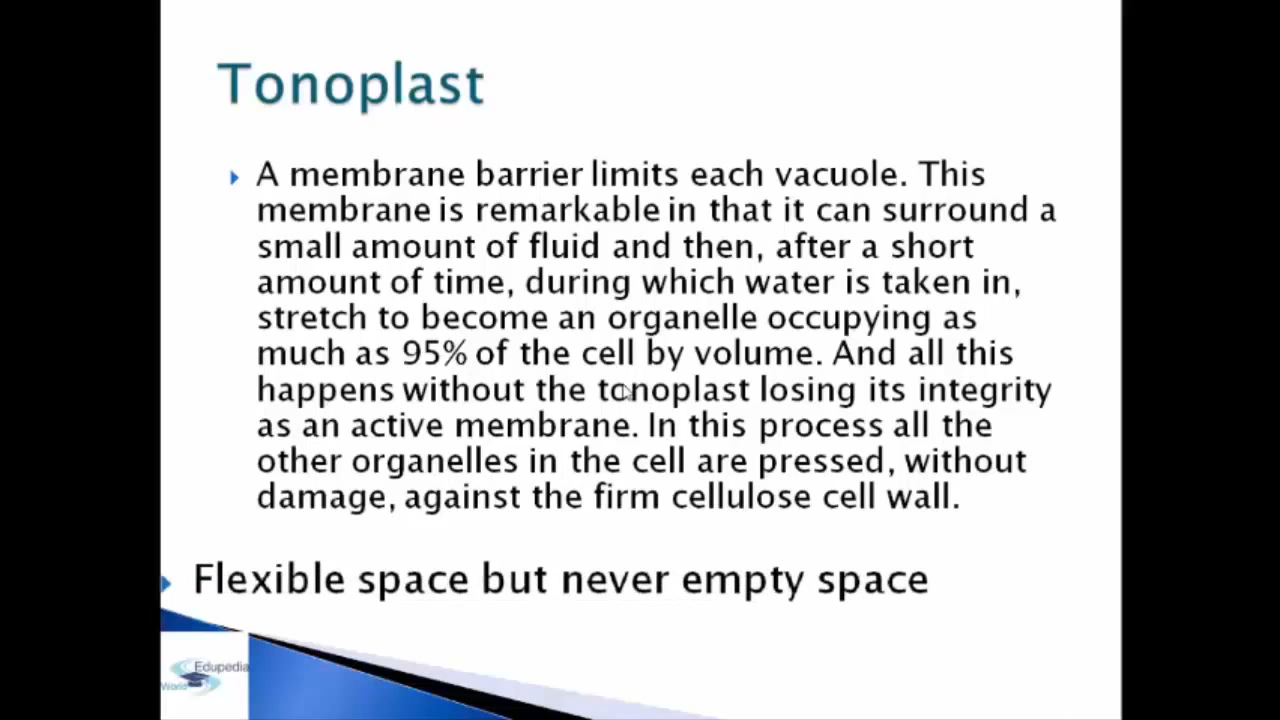 Tonoplast
A membrane barrier limits each vacuole. This
membrane is remarkable in that it can surround a
small amount of fluid and then, after a short
amount of time, during which water is taken in,
stretch to become an organelle occupying as
much as 95% of the cell by volume. And all this
happens without the tonoplast losing its integrity
as an active membrane. In this process all the
other organelles in the cell are pressed, without
damage, against the firm cellulose cell wall.
Flexible space but never empty space
Edupedia
World